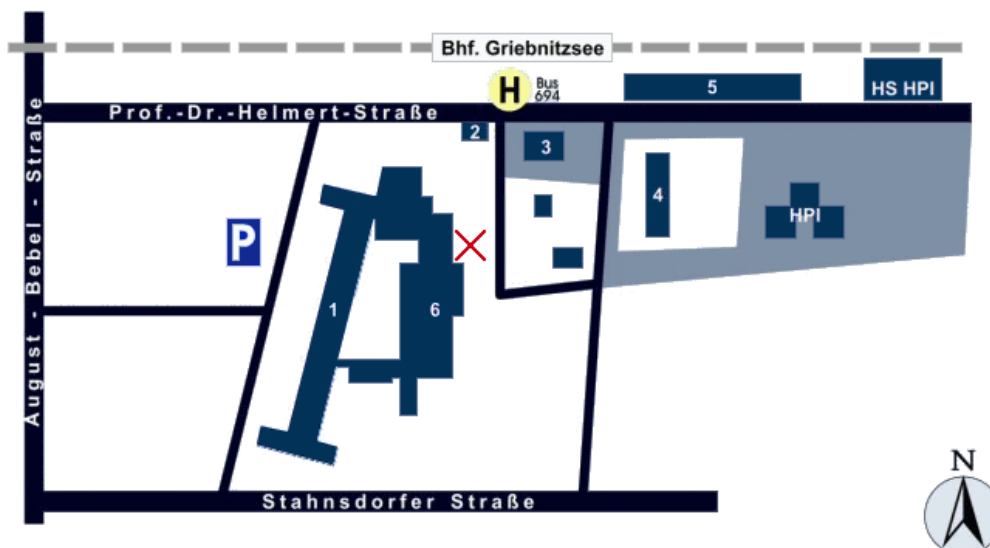 Bhf. Griebnitzsee
H
Bus
694
5
HS HPI
Prof.-Dr.-Helmert-Straße
2
3
4
HPI
P
1
6
August - Bebel - Straße
Stahnsdorfer Straße
N